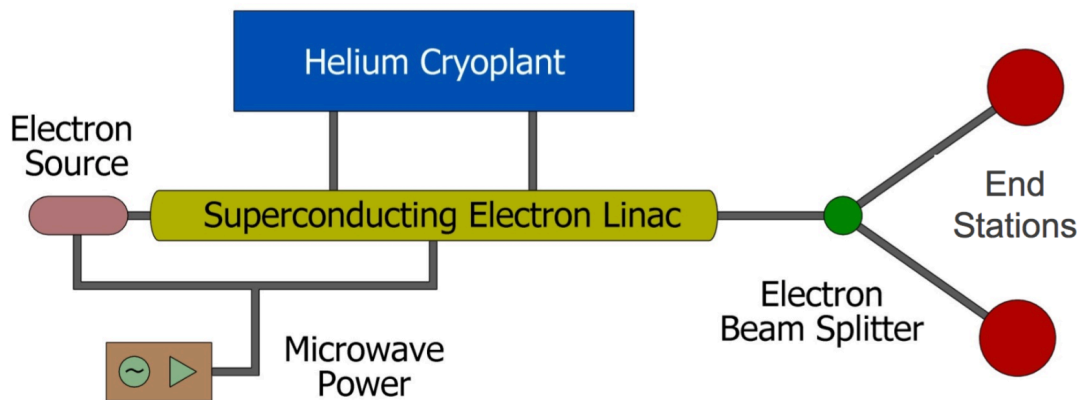 Helium Cryoplant
Electron
Source
Superconducting Electron Linac
End
Stations
Electron
Beam Splitter
Microwave
Power